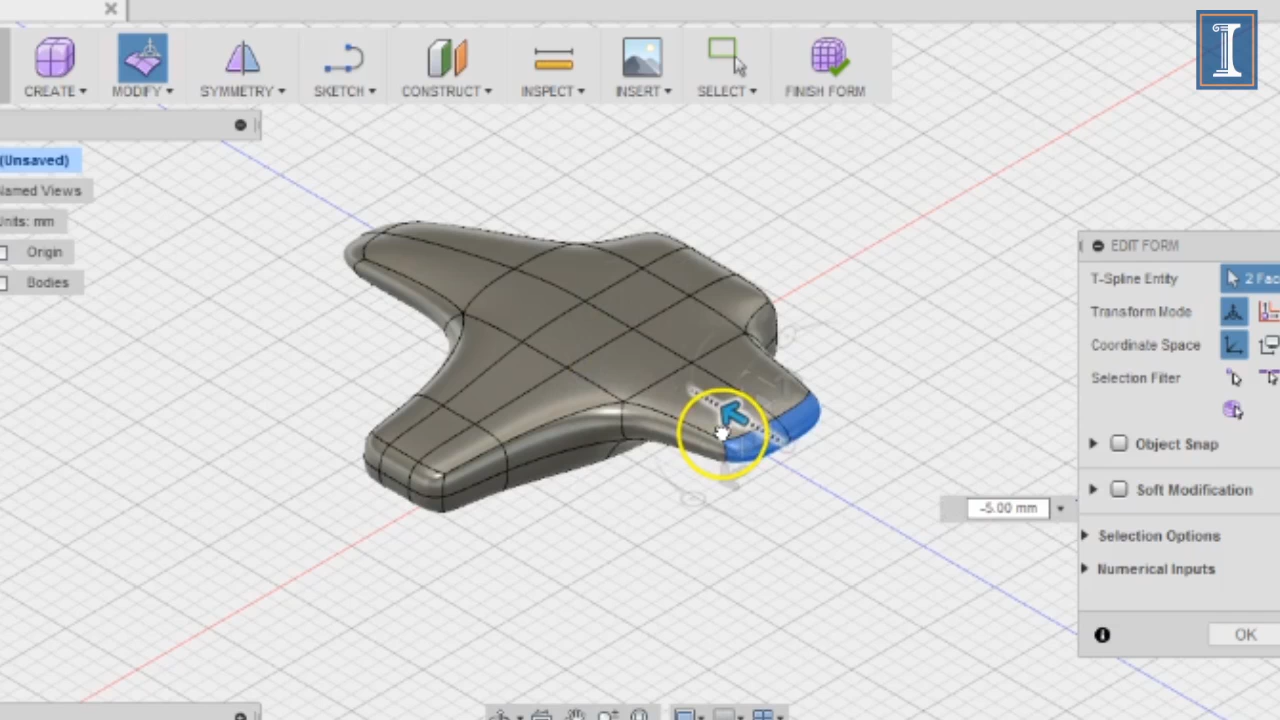 CREATE MODIFY SYMMETRY SKETCH CONSTRUCT INSPECT INSERT SELECT FINISH FORM
(Unsaved)
Named Views
Units: mm
Origin
Bodies
EDIT FORM
T-Spline Entity 2 Fac
Transform Mode
Coordinate Space
Selection Filter
Object Snap
Soft Modification
-5.00 mm
Selection Options
Numerical Inputs
OK